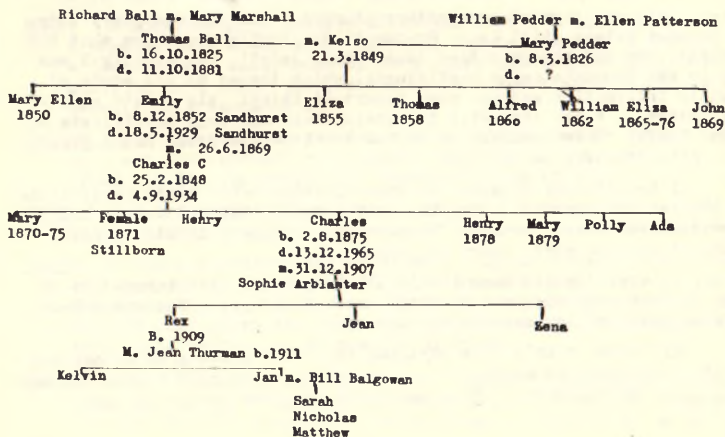 Richard Ball m. Mary Marshall William Pedder m. Ellen Patterson
Thomas Ball m. Kelso Mary Pedder
b. 16.10.1825 21.3.1849 b. 8.3.1826
d. 11.10.1881 d. ?
Mary Ellen Emily Eliza Thomas Alfred William Eliza John
1850 b. 8.12.1852 Sandhurst 1855 1858 1860 1862 1865-76 1869
d.18.5.1929 Sandhurst
m. 26.6.1869
Charles C
b. 25.2.1848
d. 4.9.1934
Mary Female Henry Charles Henry Mary Polly Ada
1870-75 1871 b. 2.8.1875 1878 1879
Stillborn d.13.12.1965
m.31.12.1907
Sophie Arblaster
Rex Jean Zena
B. 1909
M. Jean Thurman b.1911
Kelvin Jan m. Bill Balgowan
Sarah
Nicholas
Matthew